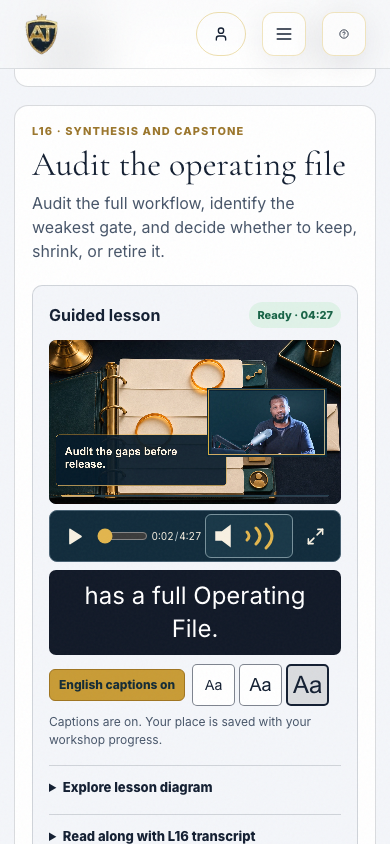 AT
L16 · SYNTHESIS AND CAPSTONE
Audit the operating file
Audit the full workflow, identify the
weakest gate, and decide whether to keep,
shrink, or retire it.
Guided lesson
Ready · 04:27
Audit the gaps before
release.
0:02/4:27
has a full Operating
File.
English captions on
Aa
Aa
Aa
Captions are on. Your place is saved with your
workshop progress.
Explore lesson diagram
Read along with L16 transcript